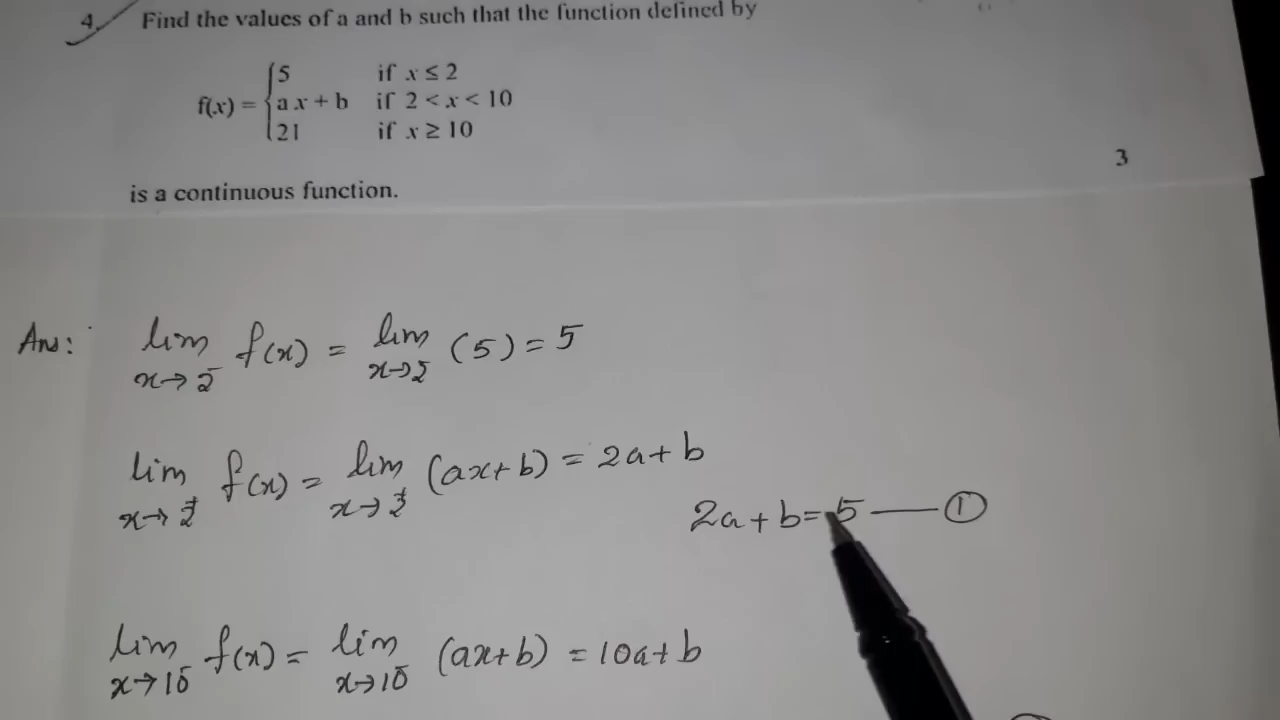 4. Find the values of a and b such that the function defined by
f(x) = { 5 if x ≤ 2
ax + b if 2 < x < 10
21 if x ≥ 10
is a continuous function.
3
Ans: lim x→2⁻ f(x) = lim x→2⁻ (5) = 5
lim x→2⁺ f(x) = lim x→2⁺ (ax+b) = 2a+b
2a+b=5 —— ①
lim x→10⁻ f(x) = lim x→10⁻ (ax+b) = 10a+b